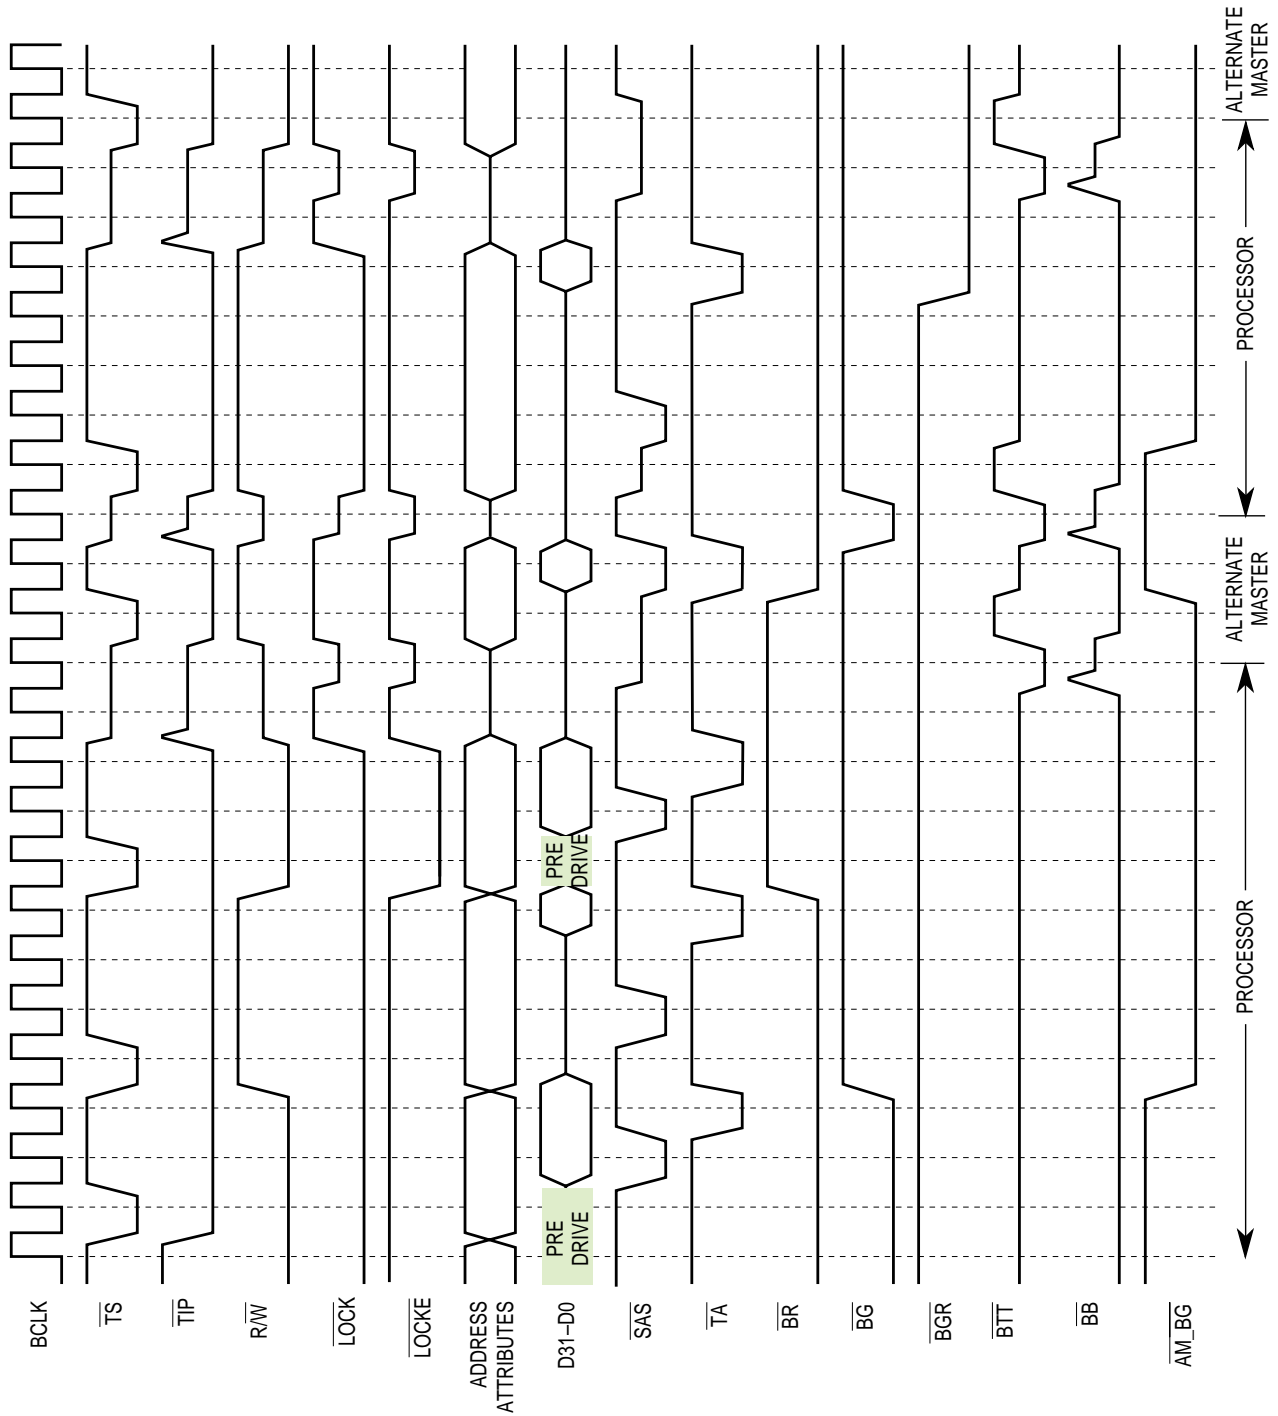 BCLK
TS
TIP
R/W
LOCK
LOCKE
ADDRESS
ATTRIBUTES
D31–D0
SAS
TA
BR
BG
BGR
BTT
BB
AM_BG
PRE
DRIVE
PRE
DRIVE
PROCESSOR
ALTERNATE
MASTER
PROCESSOR
ALTERNATE
MASTER